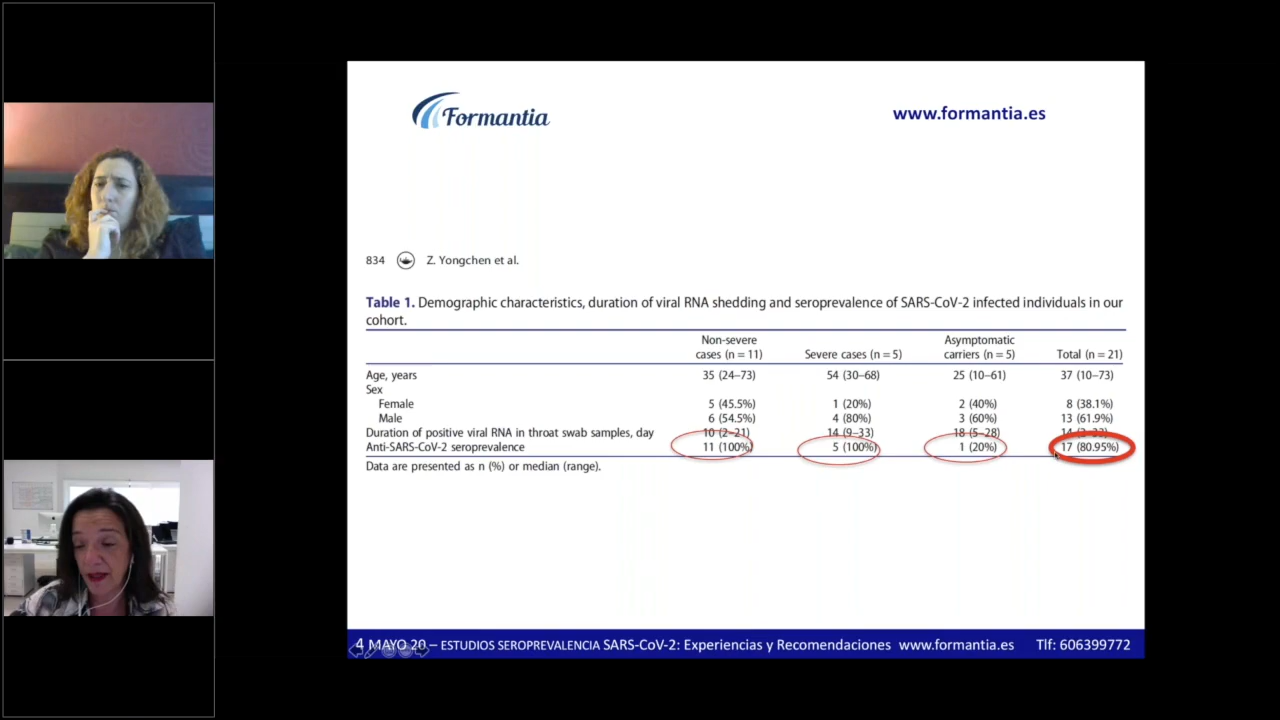 Formantia
www.formantia.es
834 Z. Yongchen et al.
Table 1. Demographic characteristics, duration of viral RNA shedding and seroprevalence of SARS-CoV-2 infected individuals in our
cohort.
Non-severe cases (n = 11) Severe cases (n = 5) Asymptomatic carriers (n = 5) Total (n = 21)
Age, years 35 (24–73) 54 (30–68) 25 (10–61) 37 (10–73)
Sex
Female 5 (45.5%) 1 (20%) 2 (40%) 8 (38.1%)
Male 6 (54.5%) 4 (80%) 3 (60%) 13 (61.9%)
Duration of positive viral RNA in throat swab samples, day 10 (2–21) 14 (9–33) 18 (5–28) 14 (2–33)
Anti-SARS-CoV-2 seroprevalence 11 (100%) 5 (100%) 1 (20%) 17 (80.95%)
Data are presented as n (%) or median (range).
4 MAYO 20 – ESTUDIOS SEROPREVALENCIA SARS-CoV-2: Experiencias y Recomendaciones www.formantia.es Tlf: 606399772